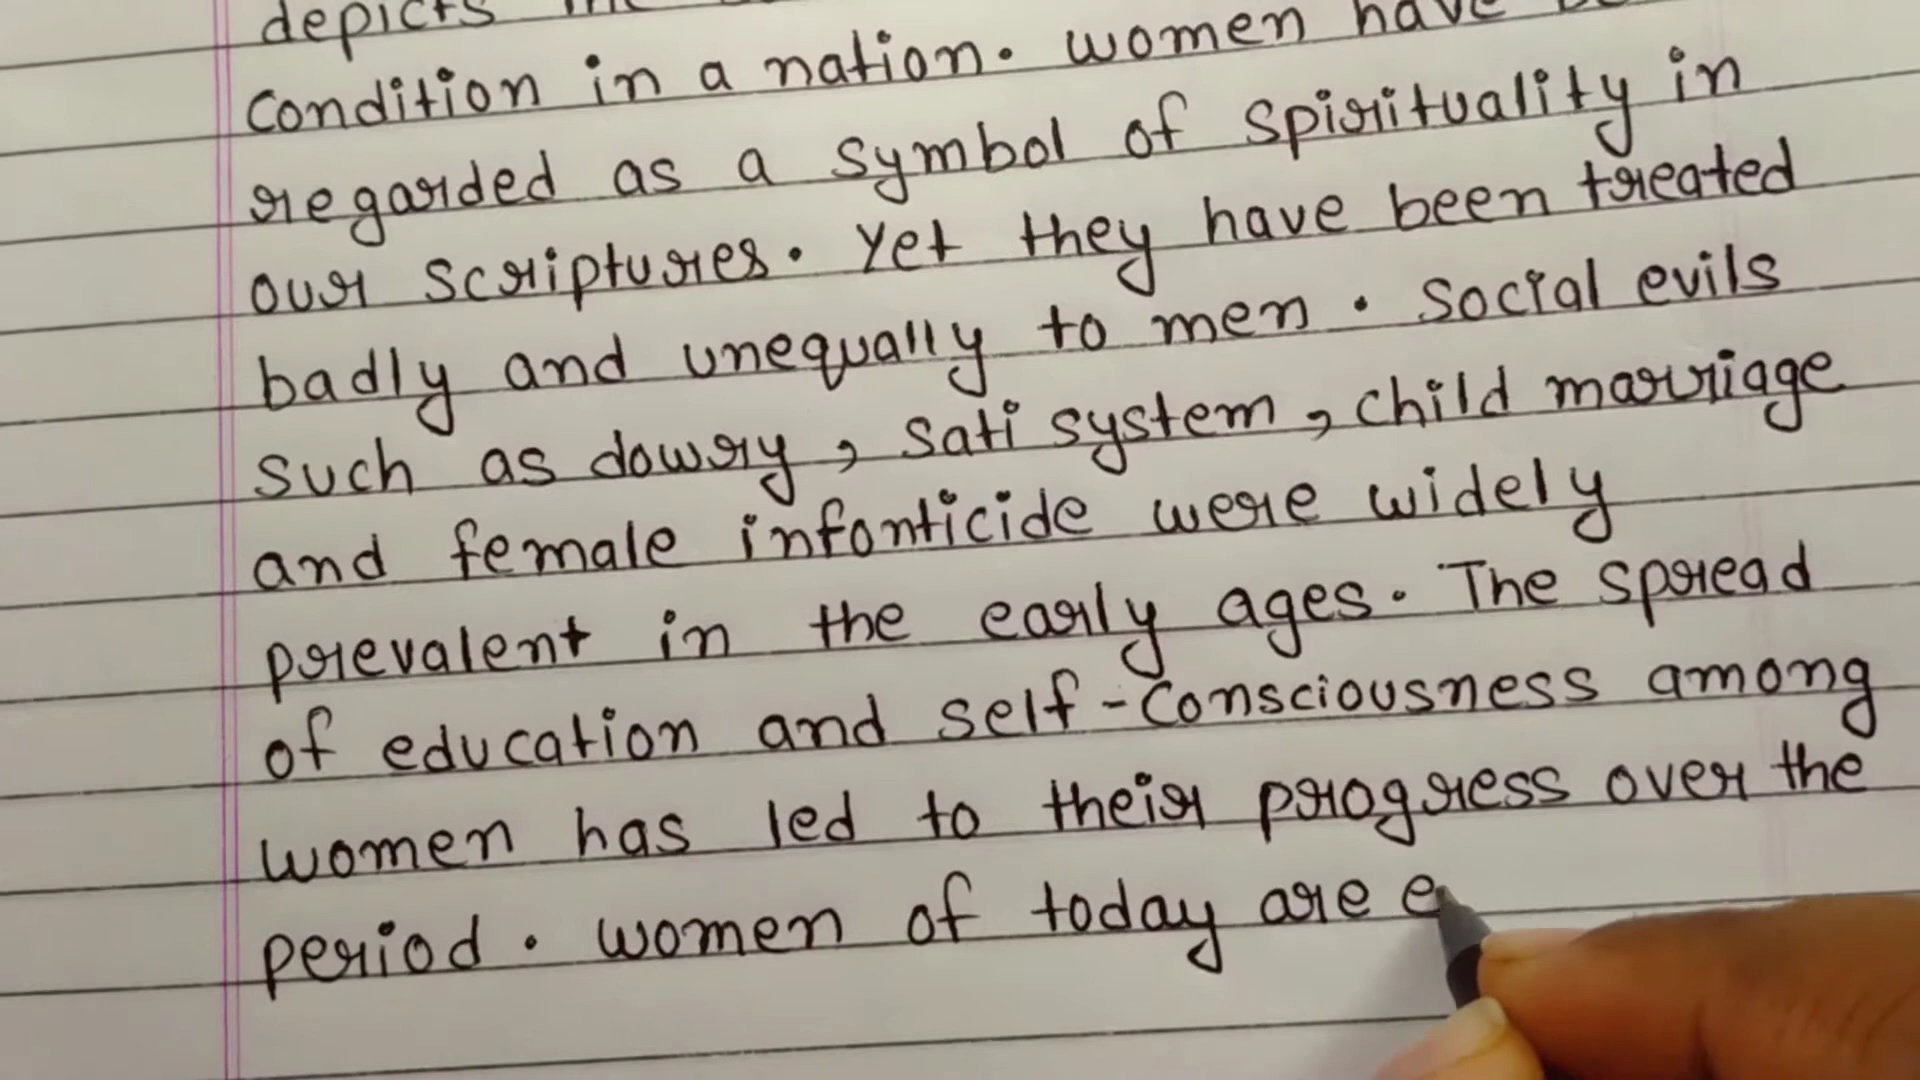 depicts
condition in a nation. women have
regarded as a symbol of spirituality in
our scriptures. Yet they have been treated
badly and unequally to men. Social evils
such as dowry, sati system, child marriage
and female infonticide were widely
prevalent in the early ages. The spread
of education and self-consciousness among
women has led to their progress over the
period. women of today are e